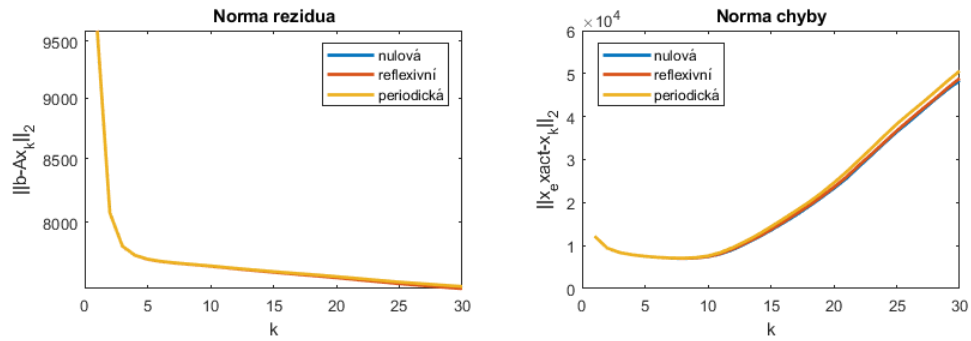 Norma rezidua
||b-Ax_k||_2
9500
9000
8500
8000
0 5 10 15 20 25 30
k
nulová
reflexivní
periodická
Norma chyby
×10^4
||x_exact-x_k||_2
6
5
4
3
2
1
0
0 5 10 15 20 25 30
k
nulová
reflexivní
periodická